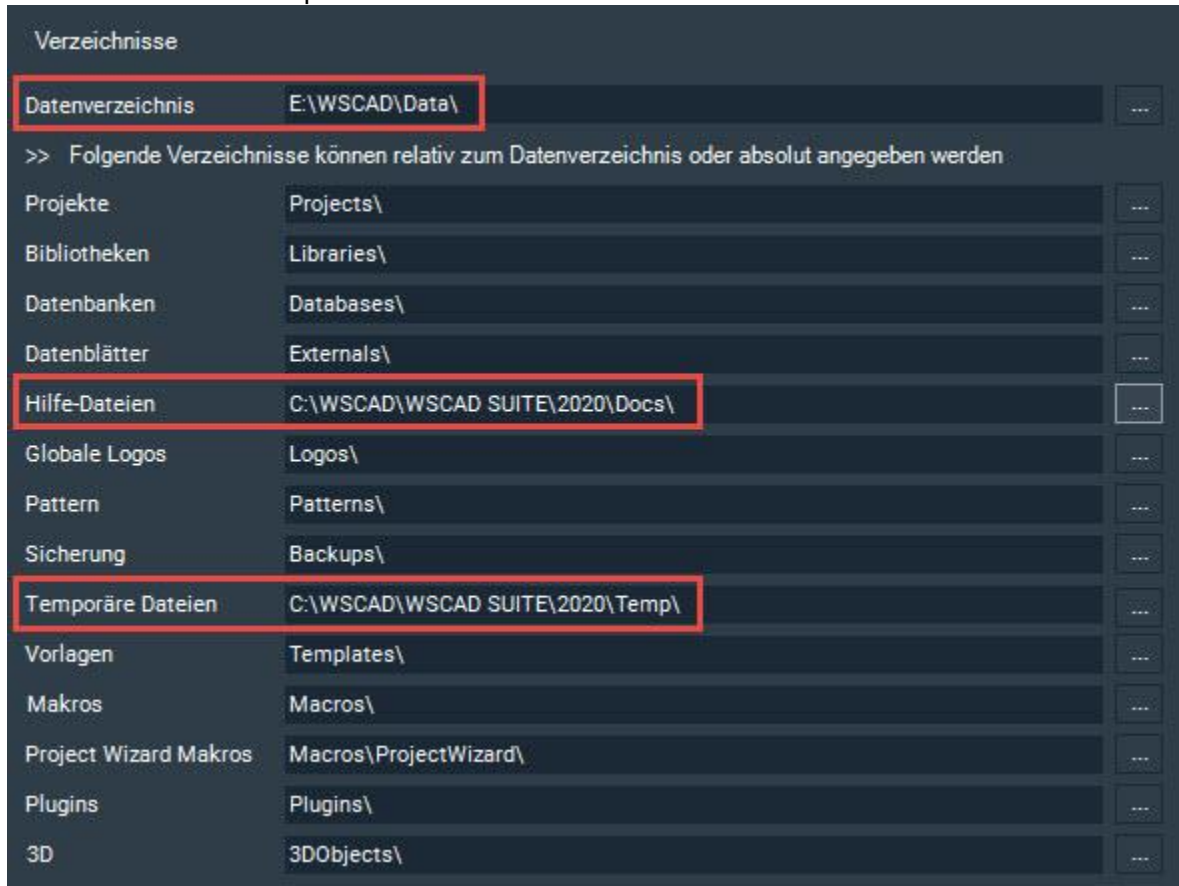 Verzeichnisse
Datenverzeichnis E:\WSCAD\Data\ ...
>> Folgende Verzeichnisse können relativ zum Datenverzeichnis oder absolut angegeben werden
Projekte Projects\ ...
Bibliotheken Libraries\ ...
Datenbanken Databases\ ...
Datenblätter Externals\ ...
Hilfe-Dateien C:\WSCAD\WSCAD SUITE\2020\Docs\ ...
Globale Logos Logos\ ...
Pattern Patterns\ ...
Sicherung Backups\ ...
Temporäre Dateien C:\WSCAD\WSCAD SUITE\2020\Temp\ ...
Vorlagen Templates\ ...
Makros Macros\ ...
Project Wizard Makros Macros\ProjectWizard\ ...
Plugins Plugins\ ...
3D 3DObjects\ ...